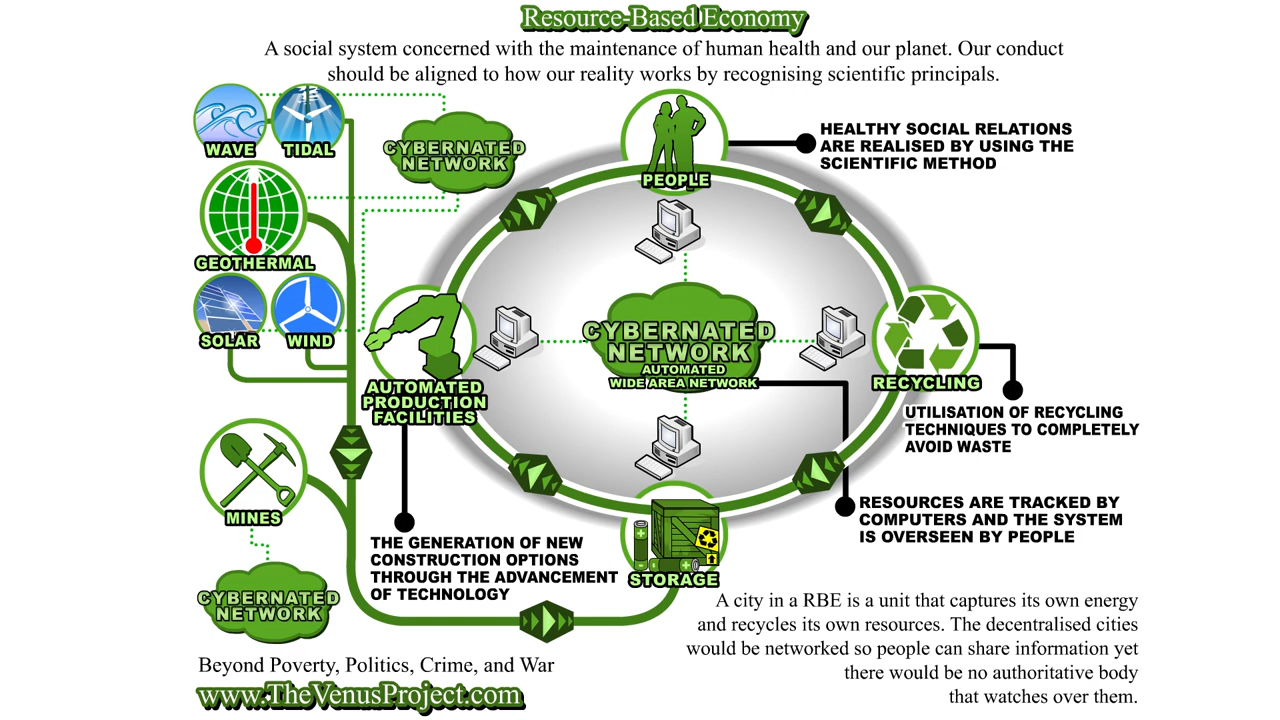 Resource-Based Economy
A social system concerned with the maintenance of human health and our planet. Our conduct
should be aligned to how our reality works by recognising scientific principals.
WAVE
TIDAL
CYBERNATED
NETWORK
PEOPLE
HEALTHY SOCIAL RELATIONS
ARE REALISED BY USING THE
SCIENTIFIC METHOD
GEOTHERMAL
SOLAR
WIND
CYBERNATED
NETWORK
AUTOMATED
WIDE AREA NETWORK
AUTOMATED
PRODUCTION
FACILITIES
RECYCLING
UTILISATION OF RECYCLING
TECHNIQUES TO COMPLETELY
AVOID WASTE
MINES
RESOURCES ARE TRACKED BY
COMPUTERS AND THE SYSTEM
IS OVERSEEN BY PEOPLE
THE GENERATION OF NEW
CONSTRUCTION OPTIONS
THROUGH THE ADVANCEMENT
OF TECHNOLOGY
STORAGE
CYBERNATED
NETWORK
A city in a RBE is a unit that captures its own energy
and recycles its own resources. The decentralised cities
would be networked so people can share information yet
there would be no authoritative body
that watches over them.
Beyond Poverty, Politics, Crime, and War
www.TheVenusProject.com